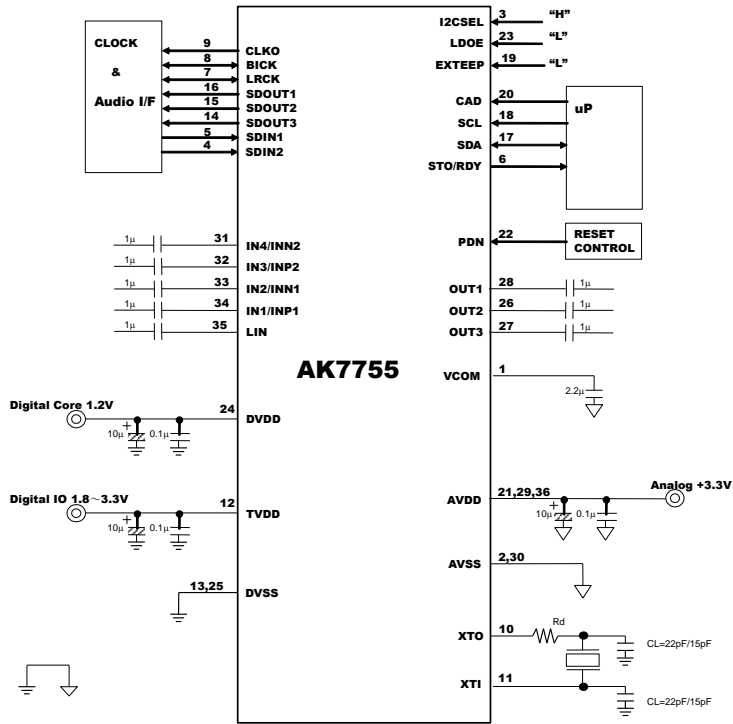 3 I2CSEL "H"
23 LDOE "L"
19 EXTEEP "L"
CLOCK
&
Audio I/F
9 CLKO
8 BICK
7 LRCK
16 SDOUT1
15 SDOUT2
14 SDOUT3
5 SDIN1
4 SDIN2
CAD 20
SCL 18
SDA 17
STO/RDY 6
uP
PDN 22
RESET
CONTROL
1μ 31 IN4/INN2
1μ 32 IN3/INP2
1μ 33 IN2/INN1
1μ 34 IN1/INP1
1μ 35 LIN
OUT1 28 1μ
OUT2 26 1μ
OUT3 27 1μ
AK7755
VCOM 1
2.2μ
Digital Core 1.2V
24 DVDD
+
10μ 0.1μ
Digital IO 1.8～3.3V
12 TVDD
+
10μ 0.1μ
AVDD 21,29,36
Analog +3.3V
+
10μ 0.1μ
AVSS 2,30
13,25 DVSS
XTO 10 Rd
CL=22pF/15pF
XTI 11
CL=22pF/15pF